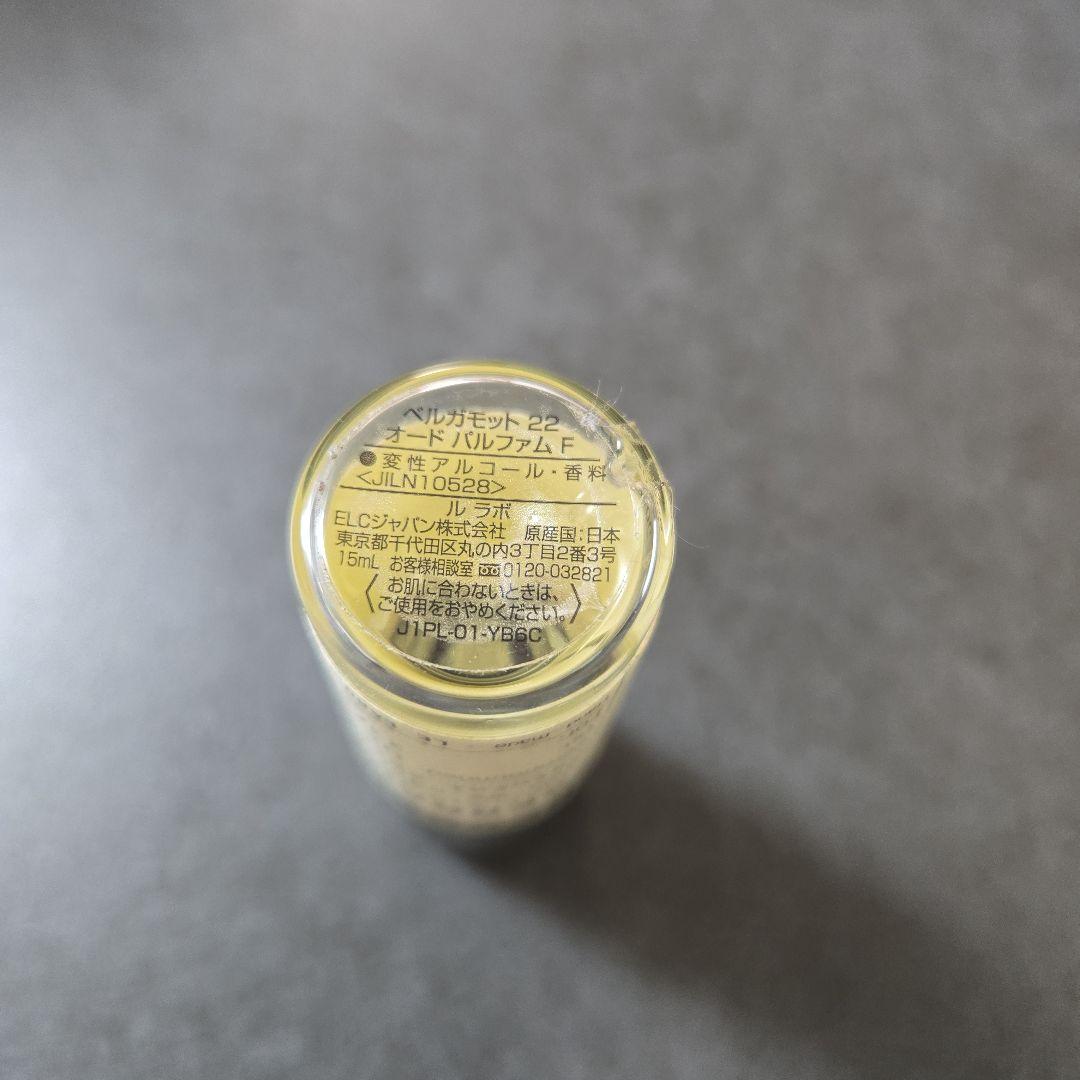 ベルガモット 22
オード パルファム F
●変性アルコール・香料
<JILN10528>
ル ラボ
ELCジャパン株式会社 原産国:日本
東京都千代田区丸の内3丁目2番3号
15mL お客様相談室 0120-032821
〈お肌に合わないときは、
ご使用をおやめください。〉
J1PL-01-YB6C